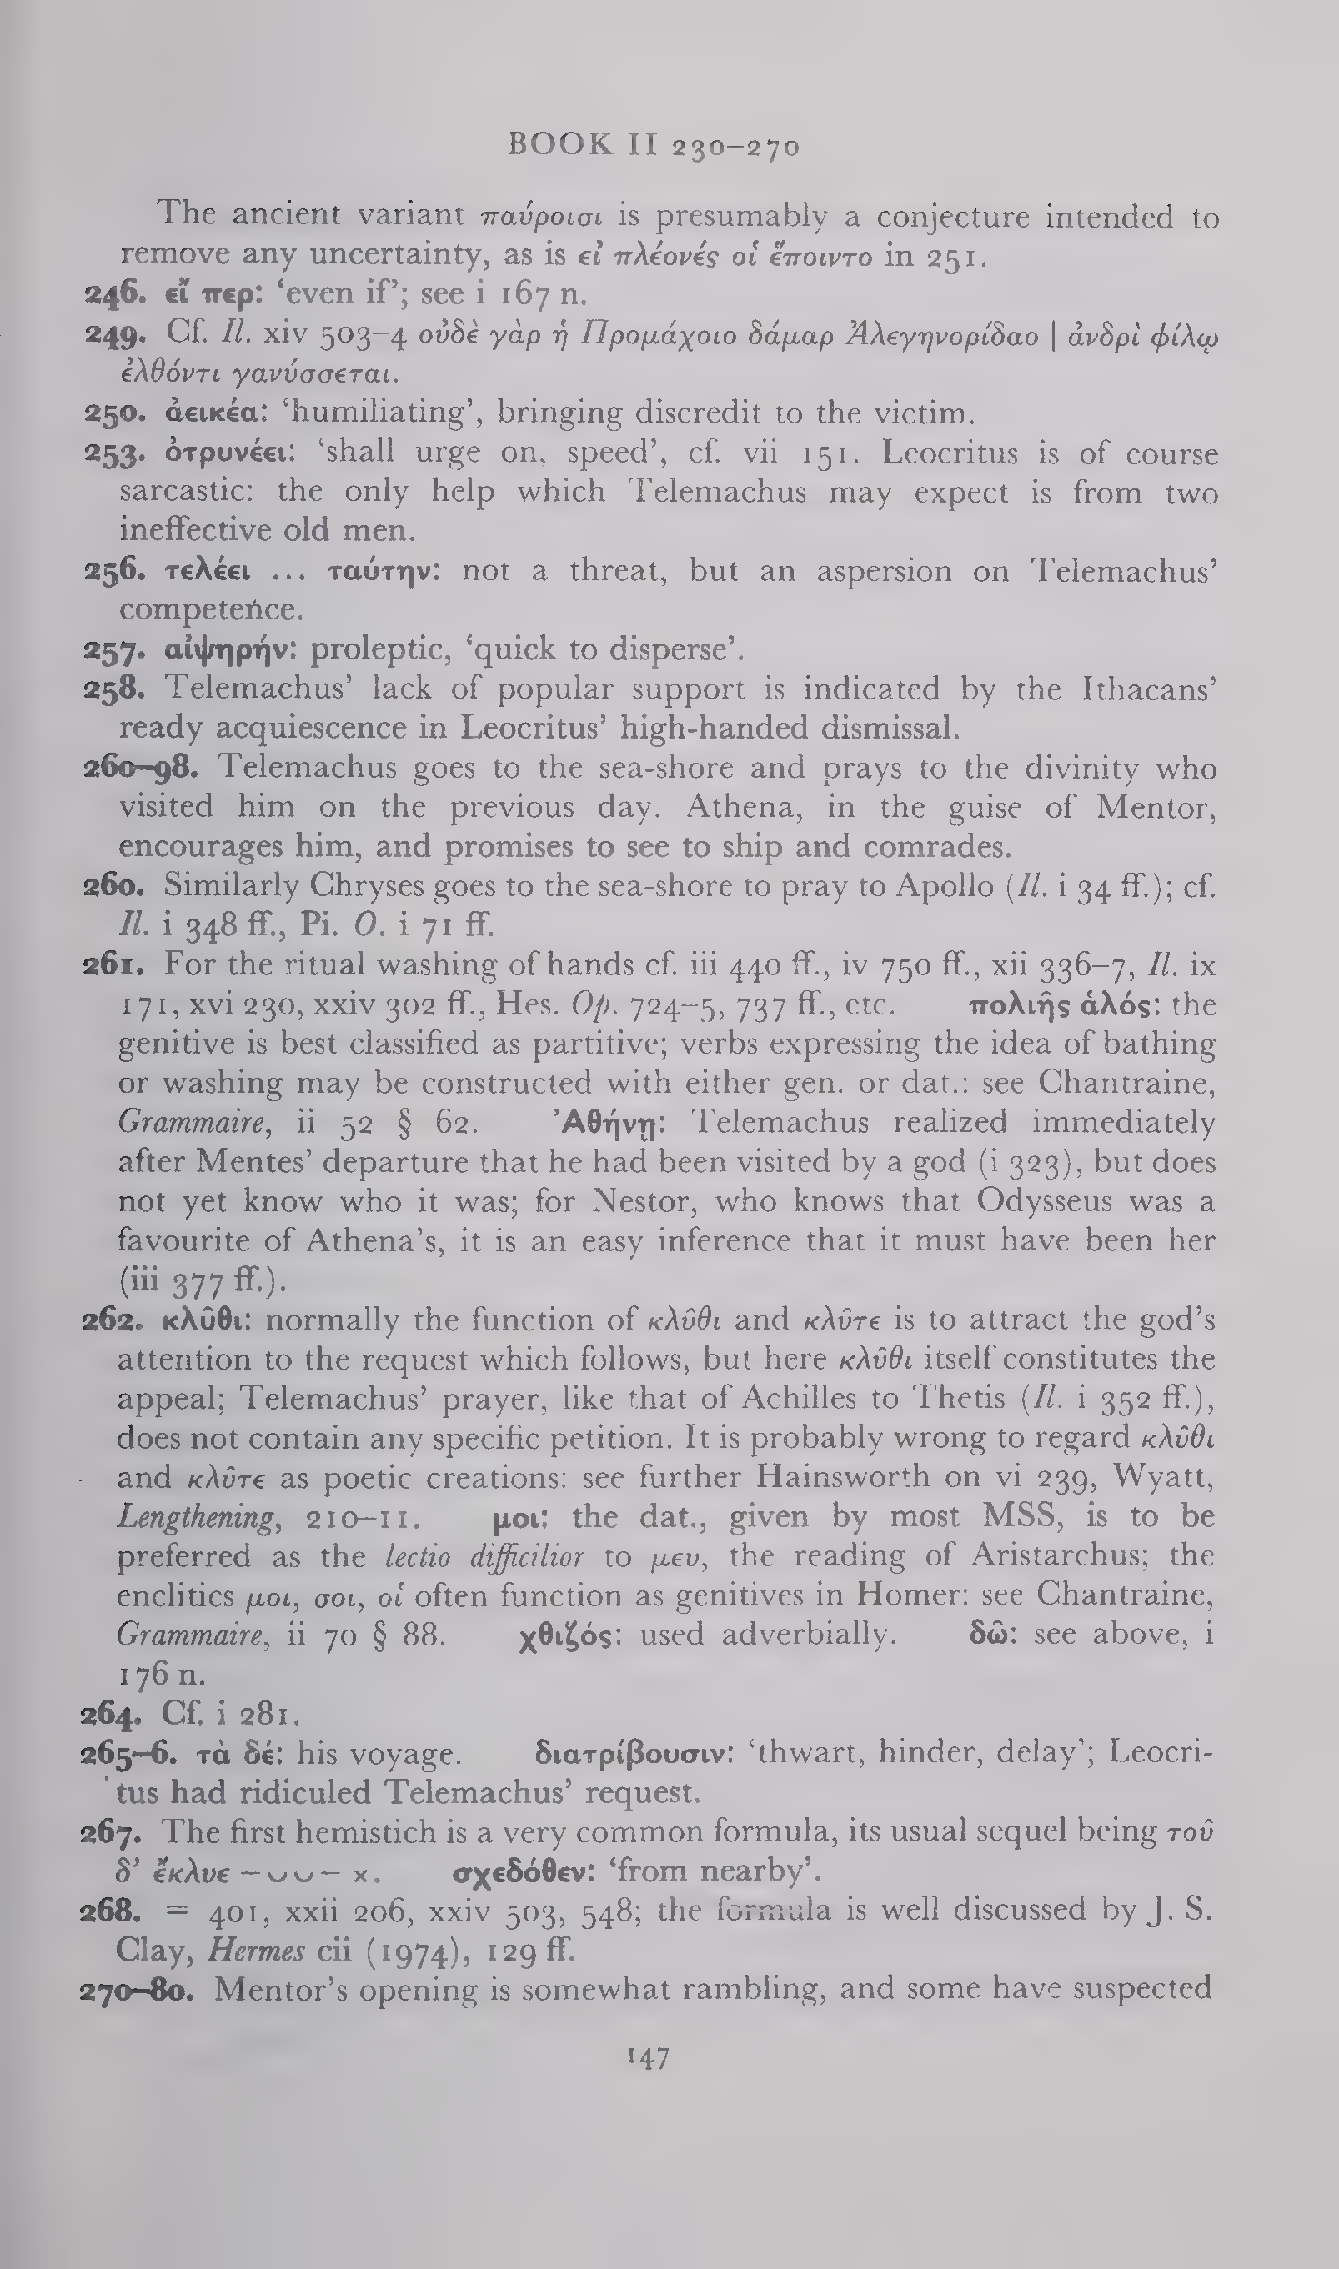 BOOK II 230–270
The ancient variant παύροισι is presumably a conjecture intended to
remove any uncertainty, as is εἰ πλέονές οἱ ἕποιντο in 251.
246. εἴ περ: ‘even if’; see i 167 n.
249. Cf. Il. xiv 503–4 οὐδὲ γὰρ ἡ Προμάχοιο δάμαρ Ἀλεγηνορίδαο | ἀνδρὶ φίλῳ
ἐλθόντι γανύσσεται.
250. ἀεικέα: ‘humiliating’, bringing discredit to the victim.
253. ὀτρυνέει: ‘shall urge on, speed’, cf. vii 151. Leocritus is of course
sarcastic: the only help which Telemachus may expect is from two
ineffective old men.
256. τελέει ... ταύτην: not a threat, but an aspersion on Telemachus’
competence.
257. αἰψηρήν: proleptic, ‘quick to disperse’.
258. Telemachus’ lack of popular support is indicated by the Ithacans’
ready acquiescence in Leocritus’ high-handed dismissal.
260–98. Telemachus goes to the sea-shore and prays to the divinity who
visited him on the previous day. Athena, in the guise of Mentor,
encourages him, and promises to see to ship and comrades.
260. Similarly Chryses goes to the sea-shore to pray to Apollo (Il. i 34 ff.); cf.
Il. i 348 ff., Pi. O. i 71 ff.
261. For the ritual washing of hands cf. iii 440 ff., iv 750 ff., xii 336–7, Il. ix
171, xvi 230, xxiv 302 ff., Hes. Op. 724–5, 737 ff., etc. πολιῆς ἁλός: the
genitive is best classified as partitive; verbs expressing the idea of bathing
or washing may be constructed with either gen. or dat.: see Chantraine,
Grammaire, ii 52 § 62. Ἀθήνῃ: Telemachus realized immediately
after Mentes’ departure that he had been visited by a god (i 323), but does
not yet know who it was; for Nestor, who knows that Odysseus was a
favourite of Athena’s, it is an easy inference that it must have been her
(iii 377 ff.).
262. κλῦθι: normally the function of κλῦθι and κλῦτε is to attract the god’s
attention to the request which follows, but here κλῦθι itself constitutes the
appeal; Telemachus’ prayer, like that of Achilles to Thetis (Il. i 352 ff.),
does not contain any specific petition. It is probably wrong to regard κλῦθι
and κλῦτε as poetic creations: see further Hainsworth on vi 239, Wyatt,
Lengthening, 210–11. μοι: the dat., given by most MSS, is to be
preferred as the lectio difficilior to μευ, the reading of Aristarchus; the
enclitics μοι, σοι, οἱ often function as genitives in Homer: see Chantraine,
Grammaire, ii 70 § 88. χθιζός: used adverbially. δῶ: see above, i
176 n.
264. Cf. i 281.
265–6. τὰ δέ: his voyage. διατρίβουσιν: ‘thwart, hinder, delay’; Leocri-
tus had ridiculed Telemachus’ request.
267. The first hemistich is a very common formula, its usual sequel being τοῦ
δ’ ἔκλυε – ⏑ ⏑ – x. σχεδόθεν: ‘from nearby’.
268. = 401, xxii 206, xxiv 503, 548; the formula is well discussed by J. S.
Clay, Hermes cii (1974), 129 ff.
270–80. Mentor’s opening is somewhat rambling, and some have suspected
147